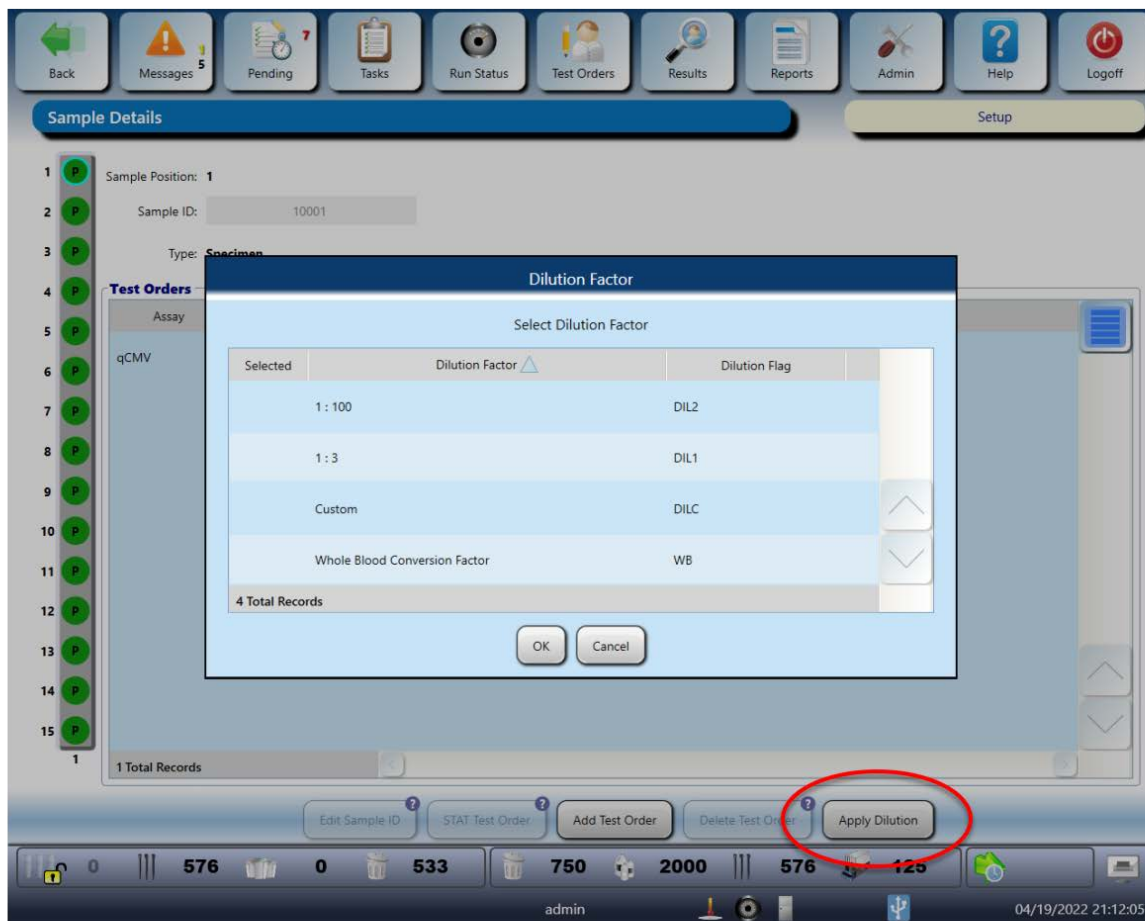 Back
Messages
5
Pending
7
Tasks
Run Status
Test Orders
Results
Reports
Admin
Help
Logoff
Sample Details
Setup
1 P
Sample Position: 1
2 P
Sample ID: 10001
3 P
Type: Specimen
4 P
Test Orders
5 P
Assay
6 P
qCMV
7 P
8 P
9 P
10 P
11 P
12 P
13 P
14 P
15 P
1
Dilution Factor
Select Dilution Factor
Selected Dilution Factor Dilution Flag
1 : 100 DIL2
1 : 3 DIL1
Custom DILC
Whole Blood Conversion Factor WB
4 Total Records
OK Cancel
1 Total Records
Edit Sample ID ? STAT Test Order ? Add Test Order Delete Test Order ? Apply Dilution
0 576 0 533 750 2000 576 125
admin 04/19/2022 21:12:05